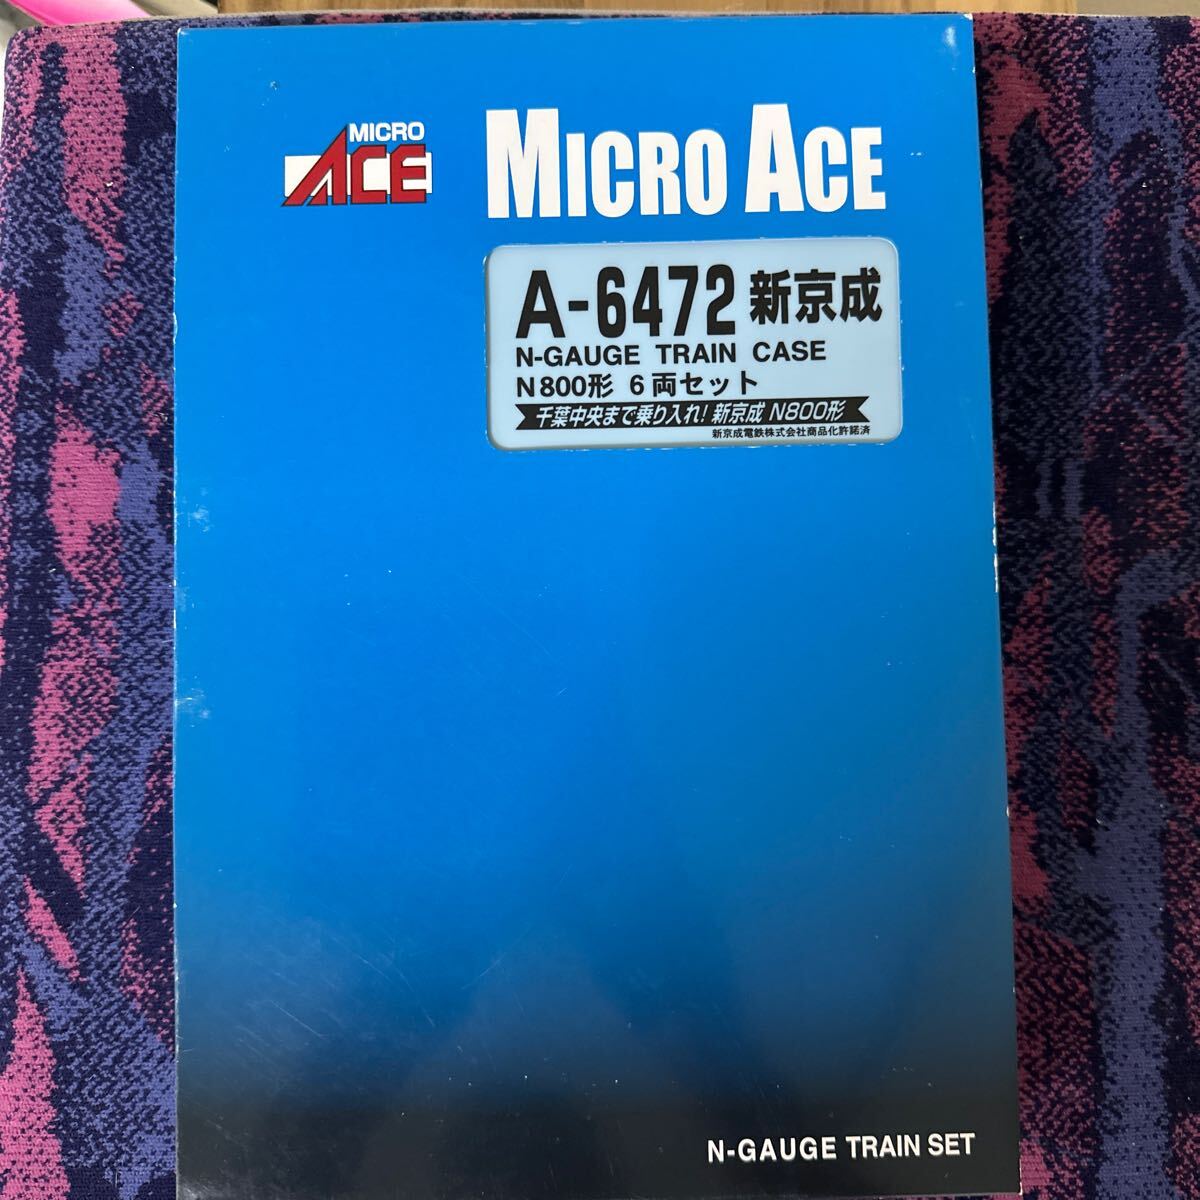 MICRO
ACE
MICRO ACE
A-6472 新京成
N-GAUGE TRAIN CASE
N800形 6両セット
千葉中央まで乗り入れ! 新京成 N800形
新京成電鉄株式会社商品化許諾済
N-GAUGE TRAIN SET